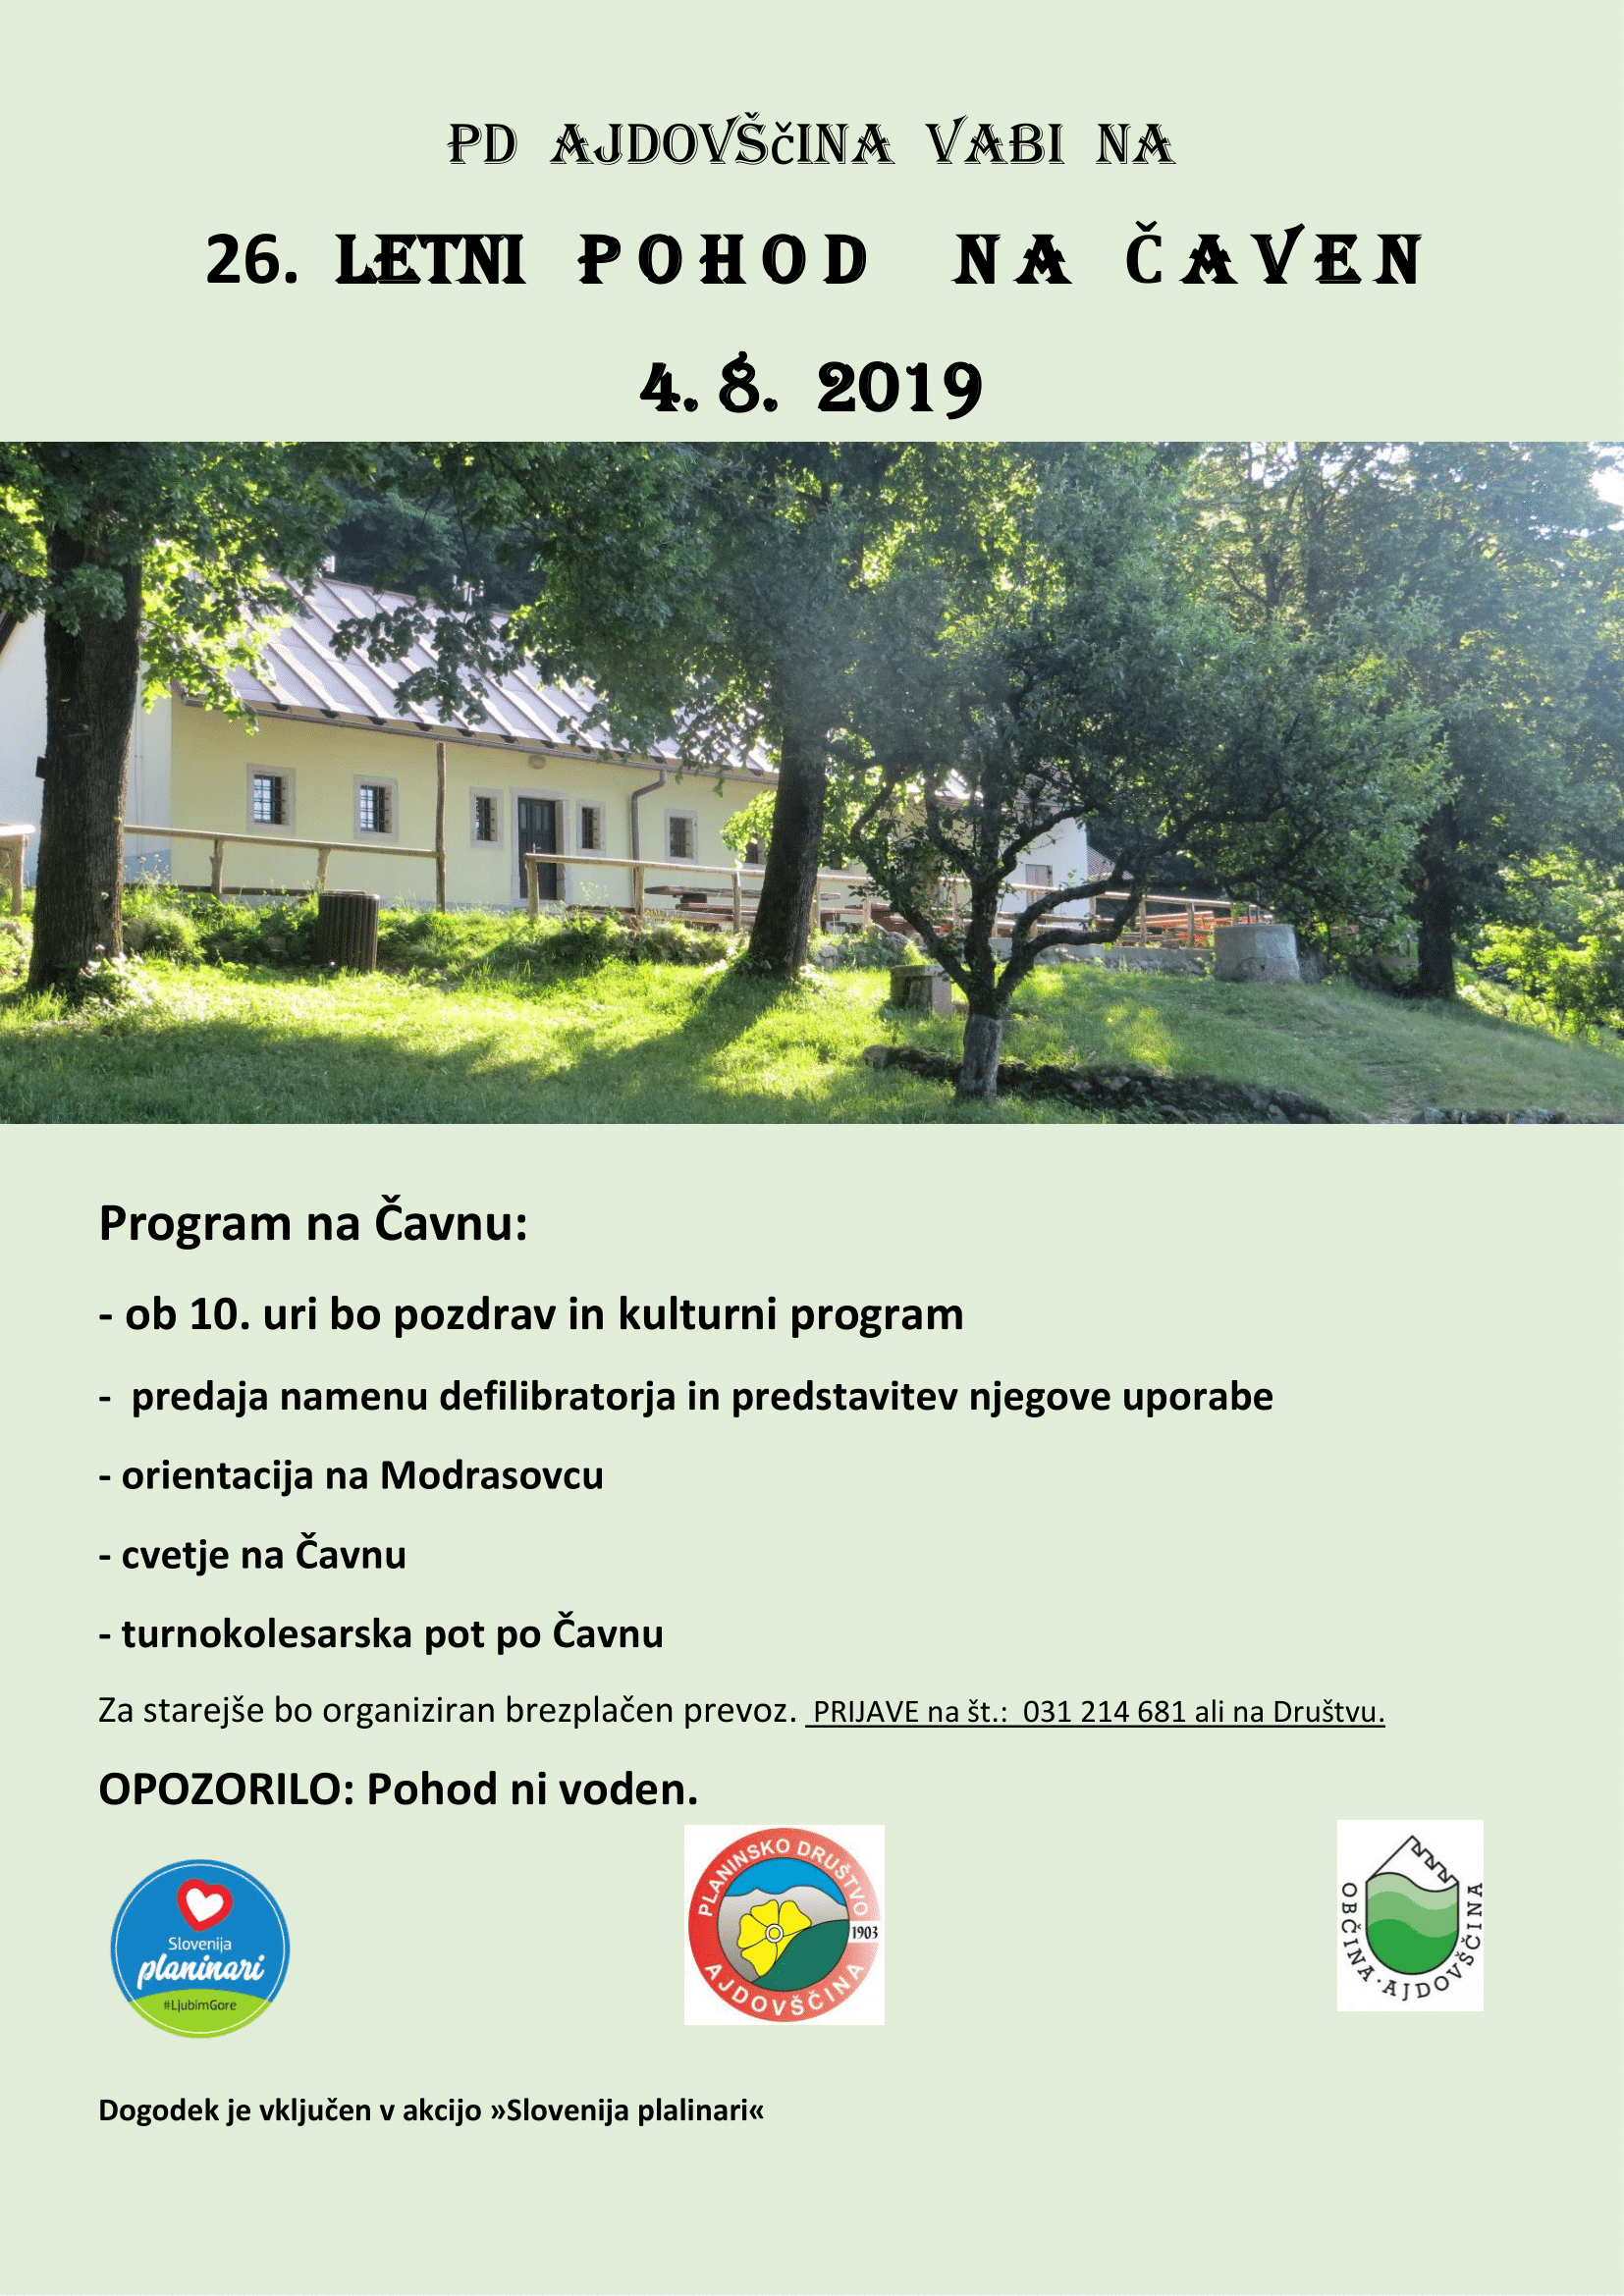 PD AJDOVŠčINA VABI NA
26. LETNI POHOD NA ČAVEN
4. 8. 2019
Program na Čavnu:
- ob 10. uri bo pozdrav in kulturni program
- predaja namenu defilibratorja in predstavitev njegove uporabe
- orientacija na Modrasovcu
- cvetje na Čavnu
- turnokolesarska pot po Čavnu
Za starejše bo organiziran brezplačen prevoz. PRIJAVE na št.: 031 214 681 ali na Društvu.
OPOZORILO: Pohod ni voden.
Slovenija
planinari
#LjubimGore
PLANINSKO DRUŠTVO
1903
AJDOVŠČINA
OBČINA · AJDOVŠČINA
Dogodek je vključen v akcijo »Slovenija plalinari«